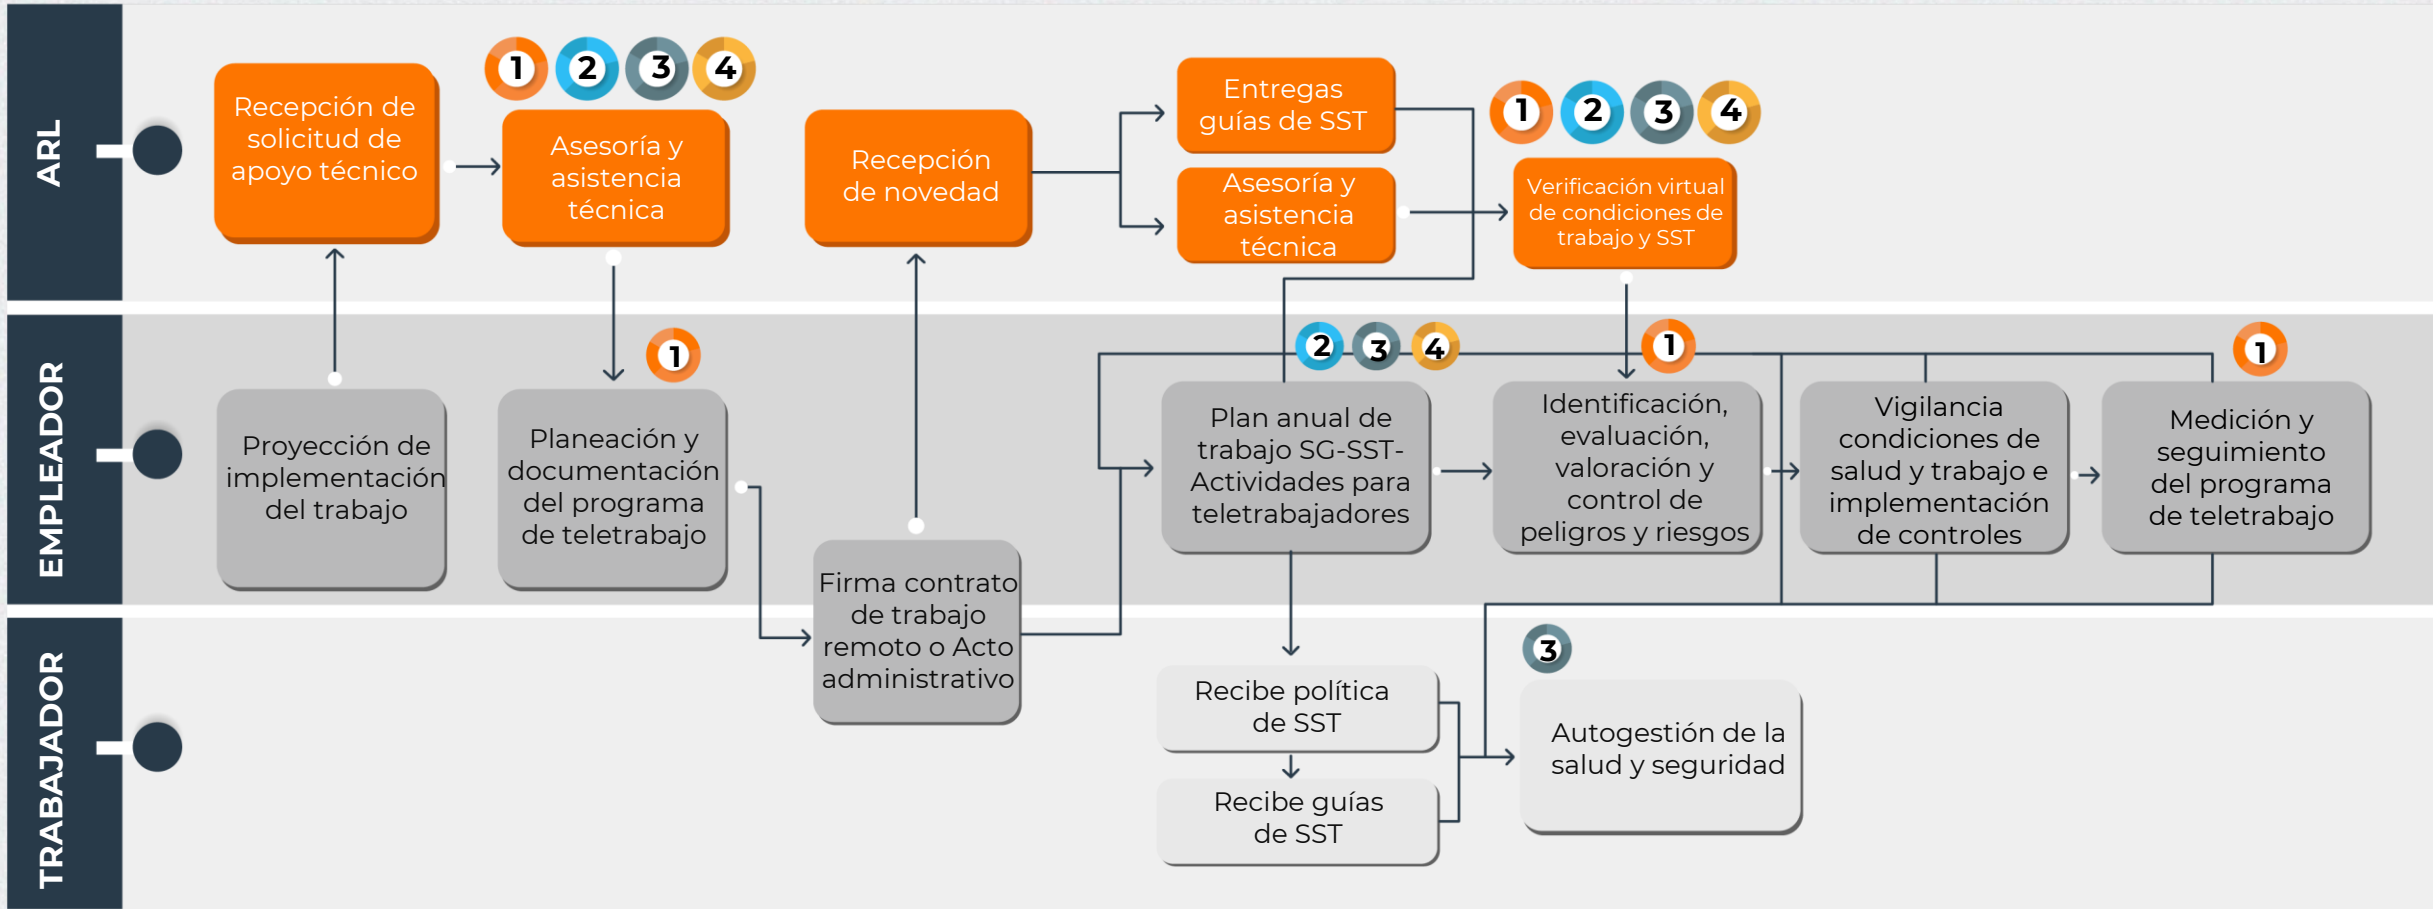 ARL
1
2
3
4
Recepción de
solicitud de
apoyo técnico
Asesoría y
asistencia
técnica
Recepción
de novedad
Entregas
guías de SST
Asesoría y
asistencia
técnica
1
2
3
4
Verificación virtual
de condiciones de
trabajo y SST
EMPLEADOR
Proyección de
implementación
del trabajo
1
Planeación y
documentación
del programa
de teletrabajo
Firma contrato
de trabajo
remoto o Acto
administrativo
2
3
4
Plan anual de
trabajo SG-SST-
Actividades para
teletrabajadores
1
Identificación,
evaluación,
valoración y
control de
peligros y riesgos
Vigilancia
condiciones de
salud y trabajo e
implementación
de controles
1
Medición y
seguimiento
del programa
de teletrabajo
TRABAJADOR
Recibe política
de SST
Recibe guías
de SST
3
Autogestión de la
salud y seguridad